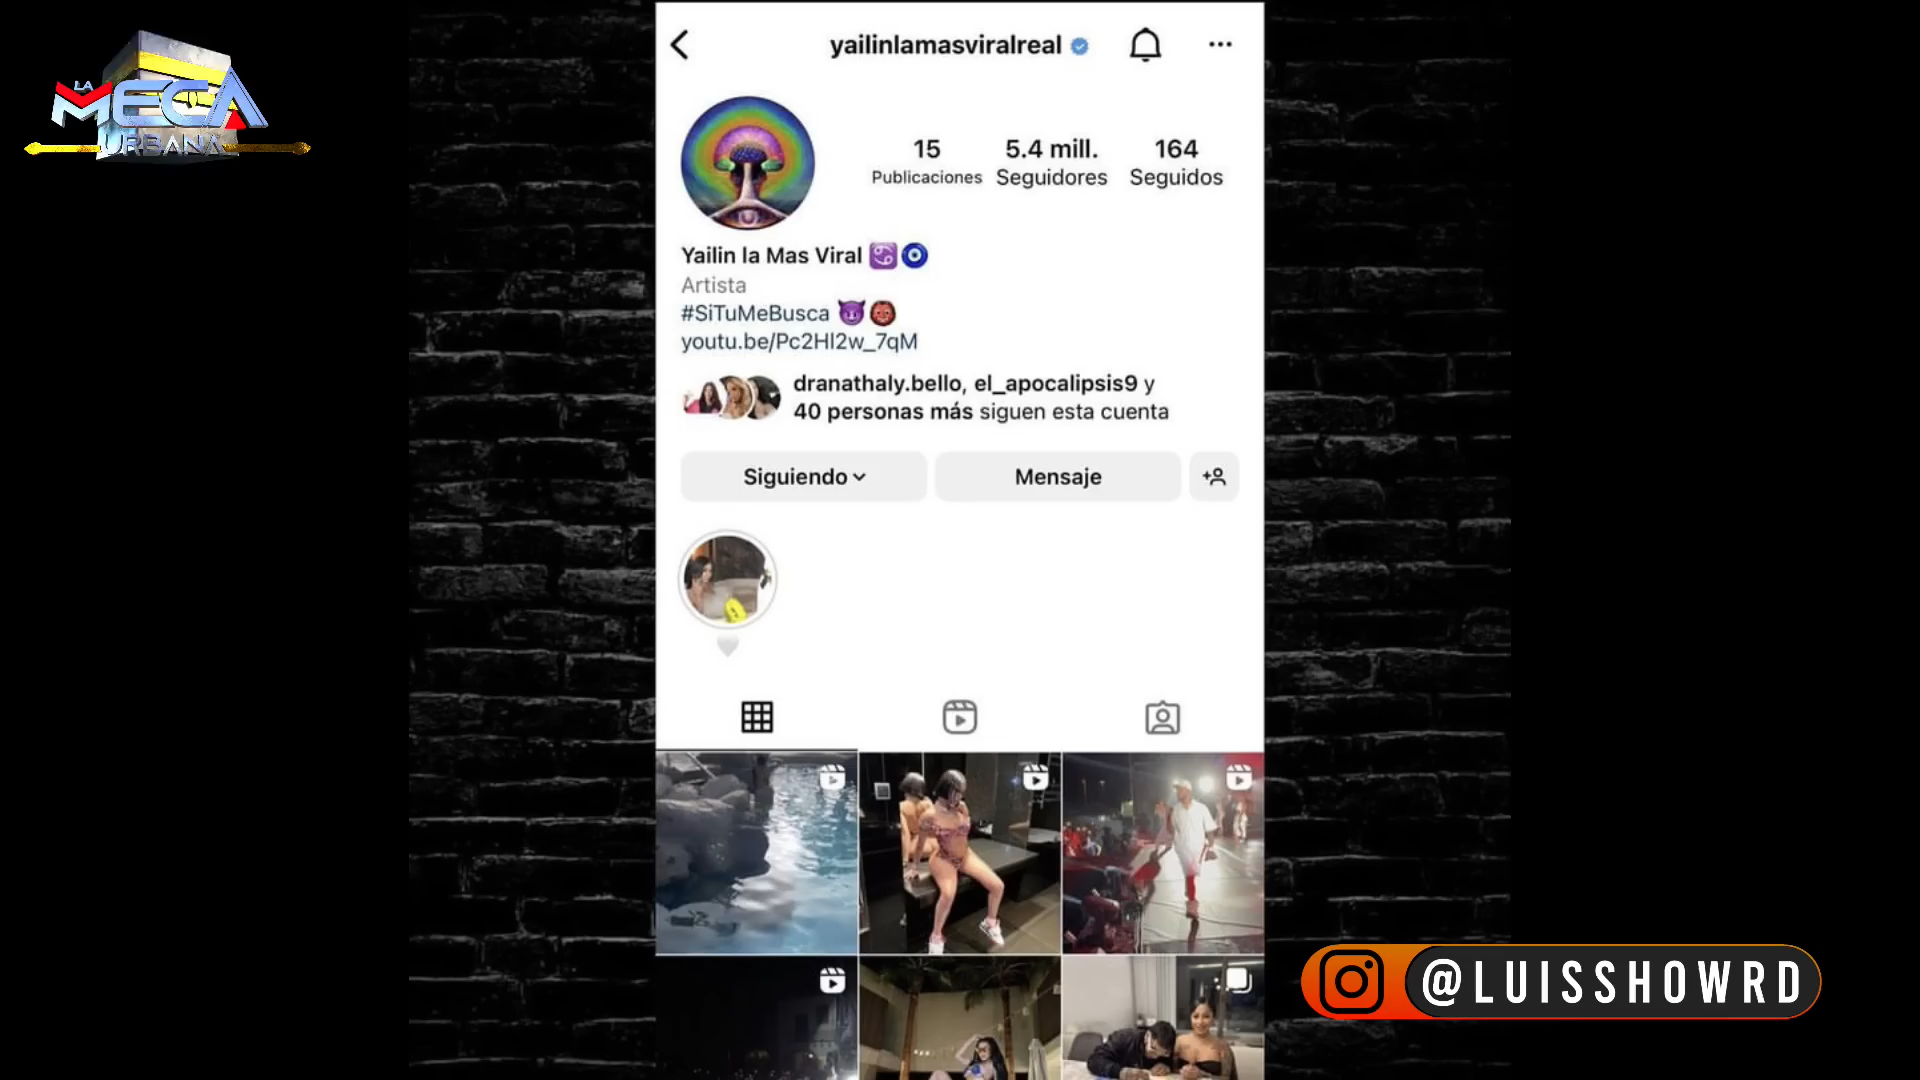 LA
MECA
URBANA
yailinlamasviralreal
15
Publicaciones
5.4 mill.
Seguidores
164
Seguidos
Yailin la Mas Viral ♋🧿
Artista
#SiTuMeBusca 😈👹
youtu.be/Pc2Hl2w_7qM
dranathaly.bello, el_apocalipsis9 y
40 personas más siguen esta cuenta
Siguiendo
Mensaje
@LUISSHOWRD